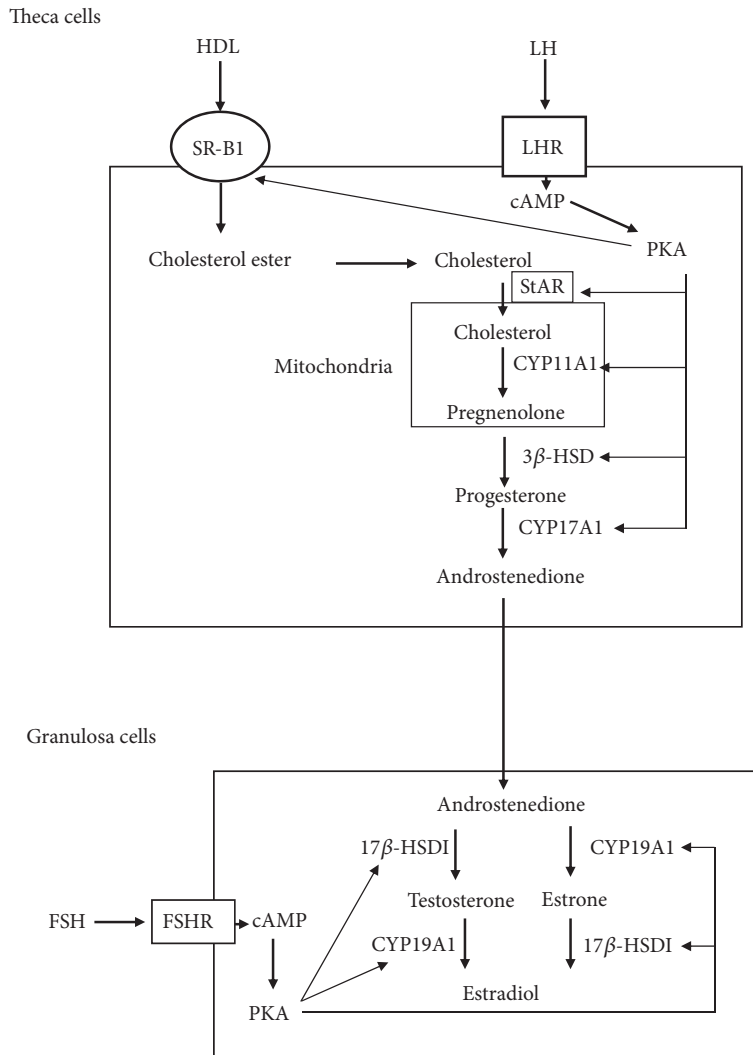 Theca cells
HDL
LH
SR-B1
LHR
cAMP
PKA
Cholesterol ester
Cholesterol
StAR
Cholesterol
Mitochondria
CYP11A1
Pregnenolone
3β-HSD
Progesterone
CYP17A1
Androstenedione
Granulosa cells
Androstenedione
17β-HSDI
CYP19A1
Testosterone
Estrone
FSH
FSHR
cAMP
CYP19A1
17β-HSDI
Estradiol
PKA